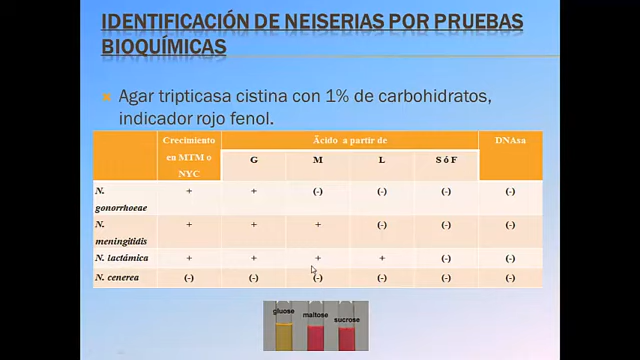 IDENTIFICACIÓN DE NEISERIAS POR PRUEBAS
BIOQUÍMICAS
Agar tripticasa cistina con 1% de carbohidratos,
indicador rojo fenol.
Crecimiento en MTM o NYC Ácido a partir de DNAsa
G M L S ó F
N. gonorrhoeae + + (-) (-) (-) (-)
N. meningitidis + + + (-) (-) (-)
N. lactámica + + + + (-) (-)
N. cenerea (-) (-) (-) (-) (-) (-)
gluose maltose sucrose